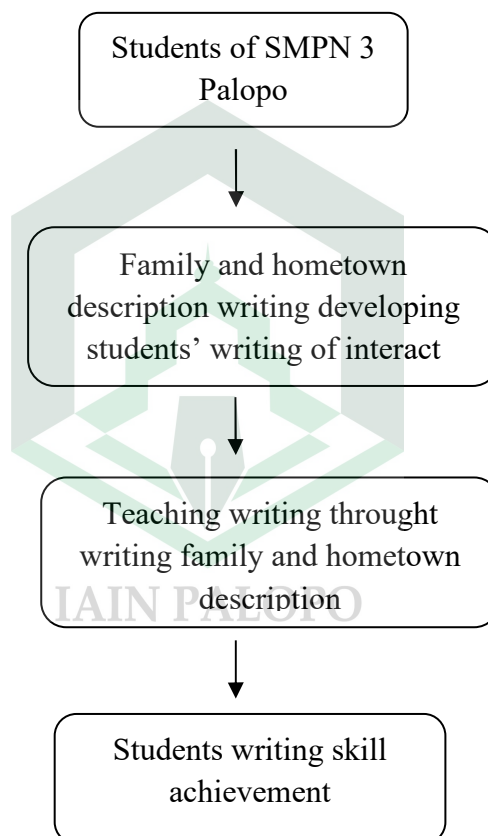 Students of SMPN 3
Palopo
Family and hometown
description writing developing
students' writing of interact
Teaching writing throught
writing family and hometown
description
IAIN PALOPO
Students writing skill
achievement